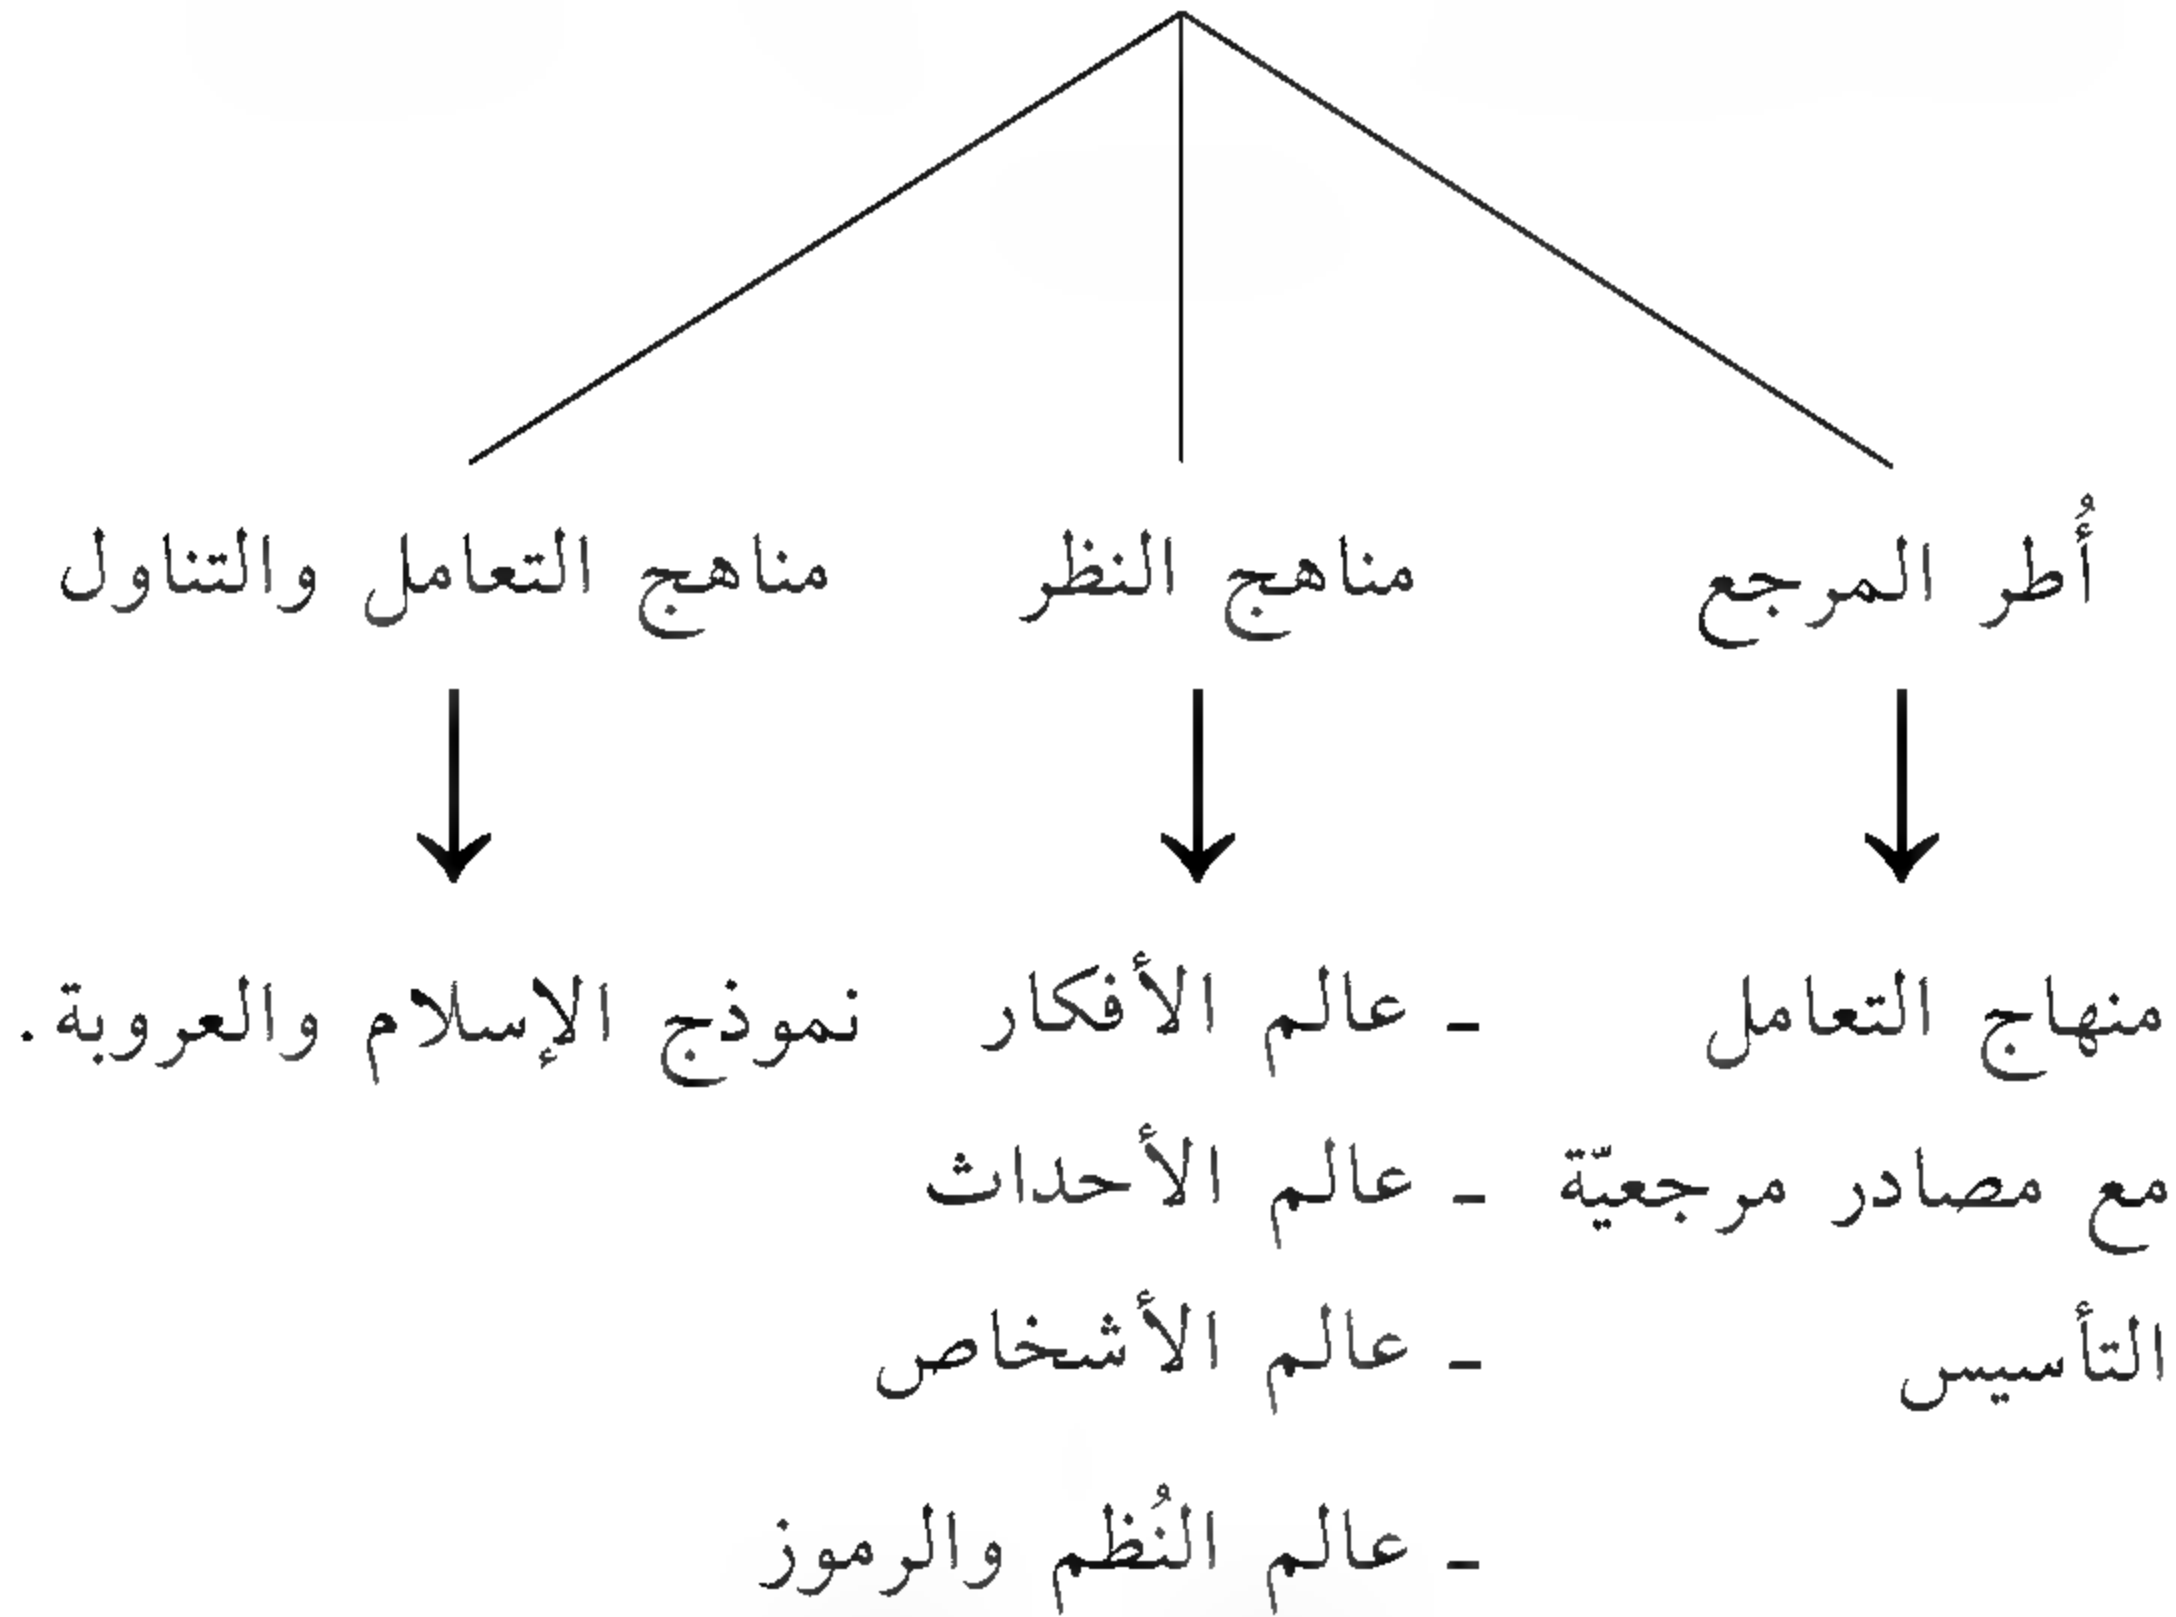 أُطر المرجع
مناهج النظر
مناهج التعامل والتناول
منهاج التعامل
مع مصادر مرجعيّة
التأسيس
ـ عالم الأفكار
ـ عالم الأحداث
ـ عالم الأشخاص
ـ عالم النُظم والرموز
نموذج الإسلام والعروبة.